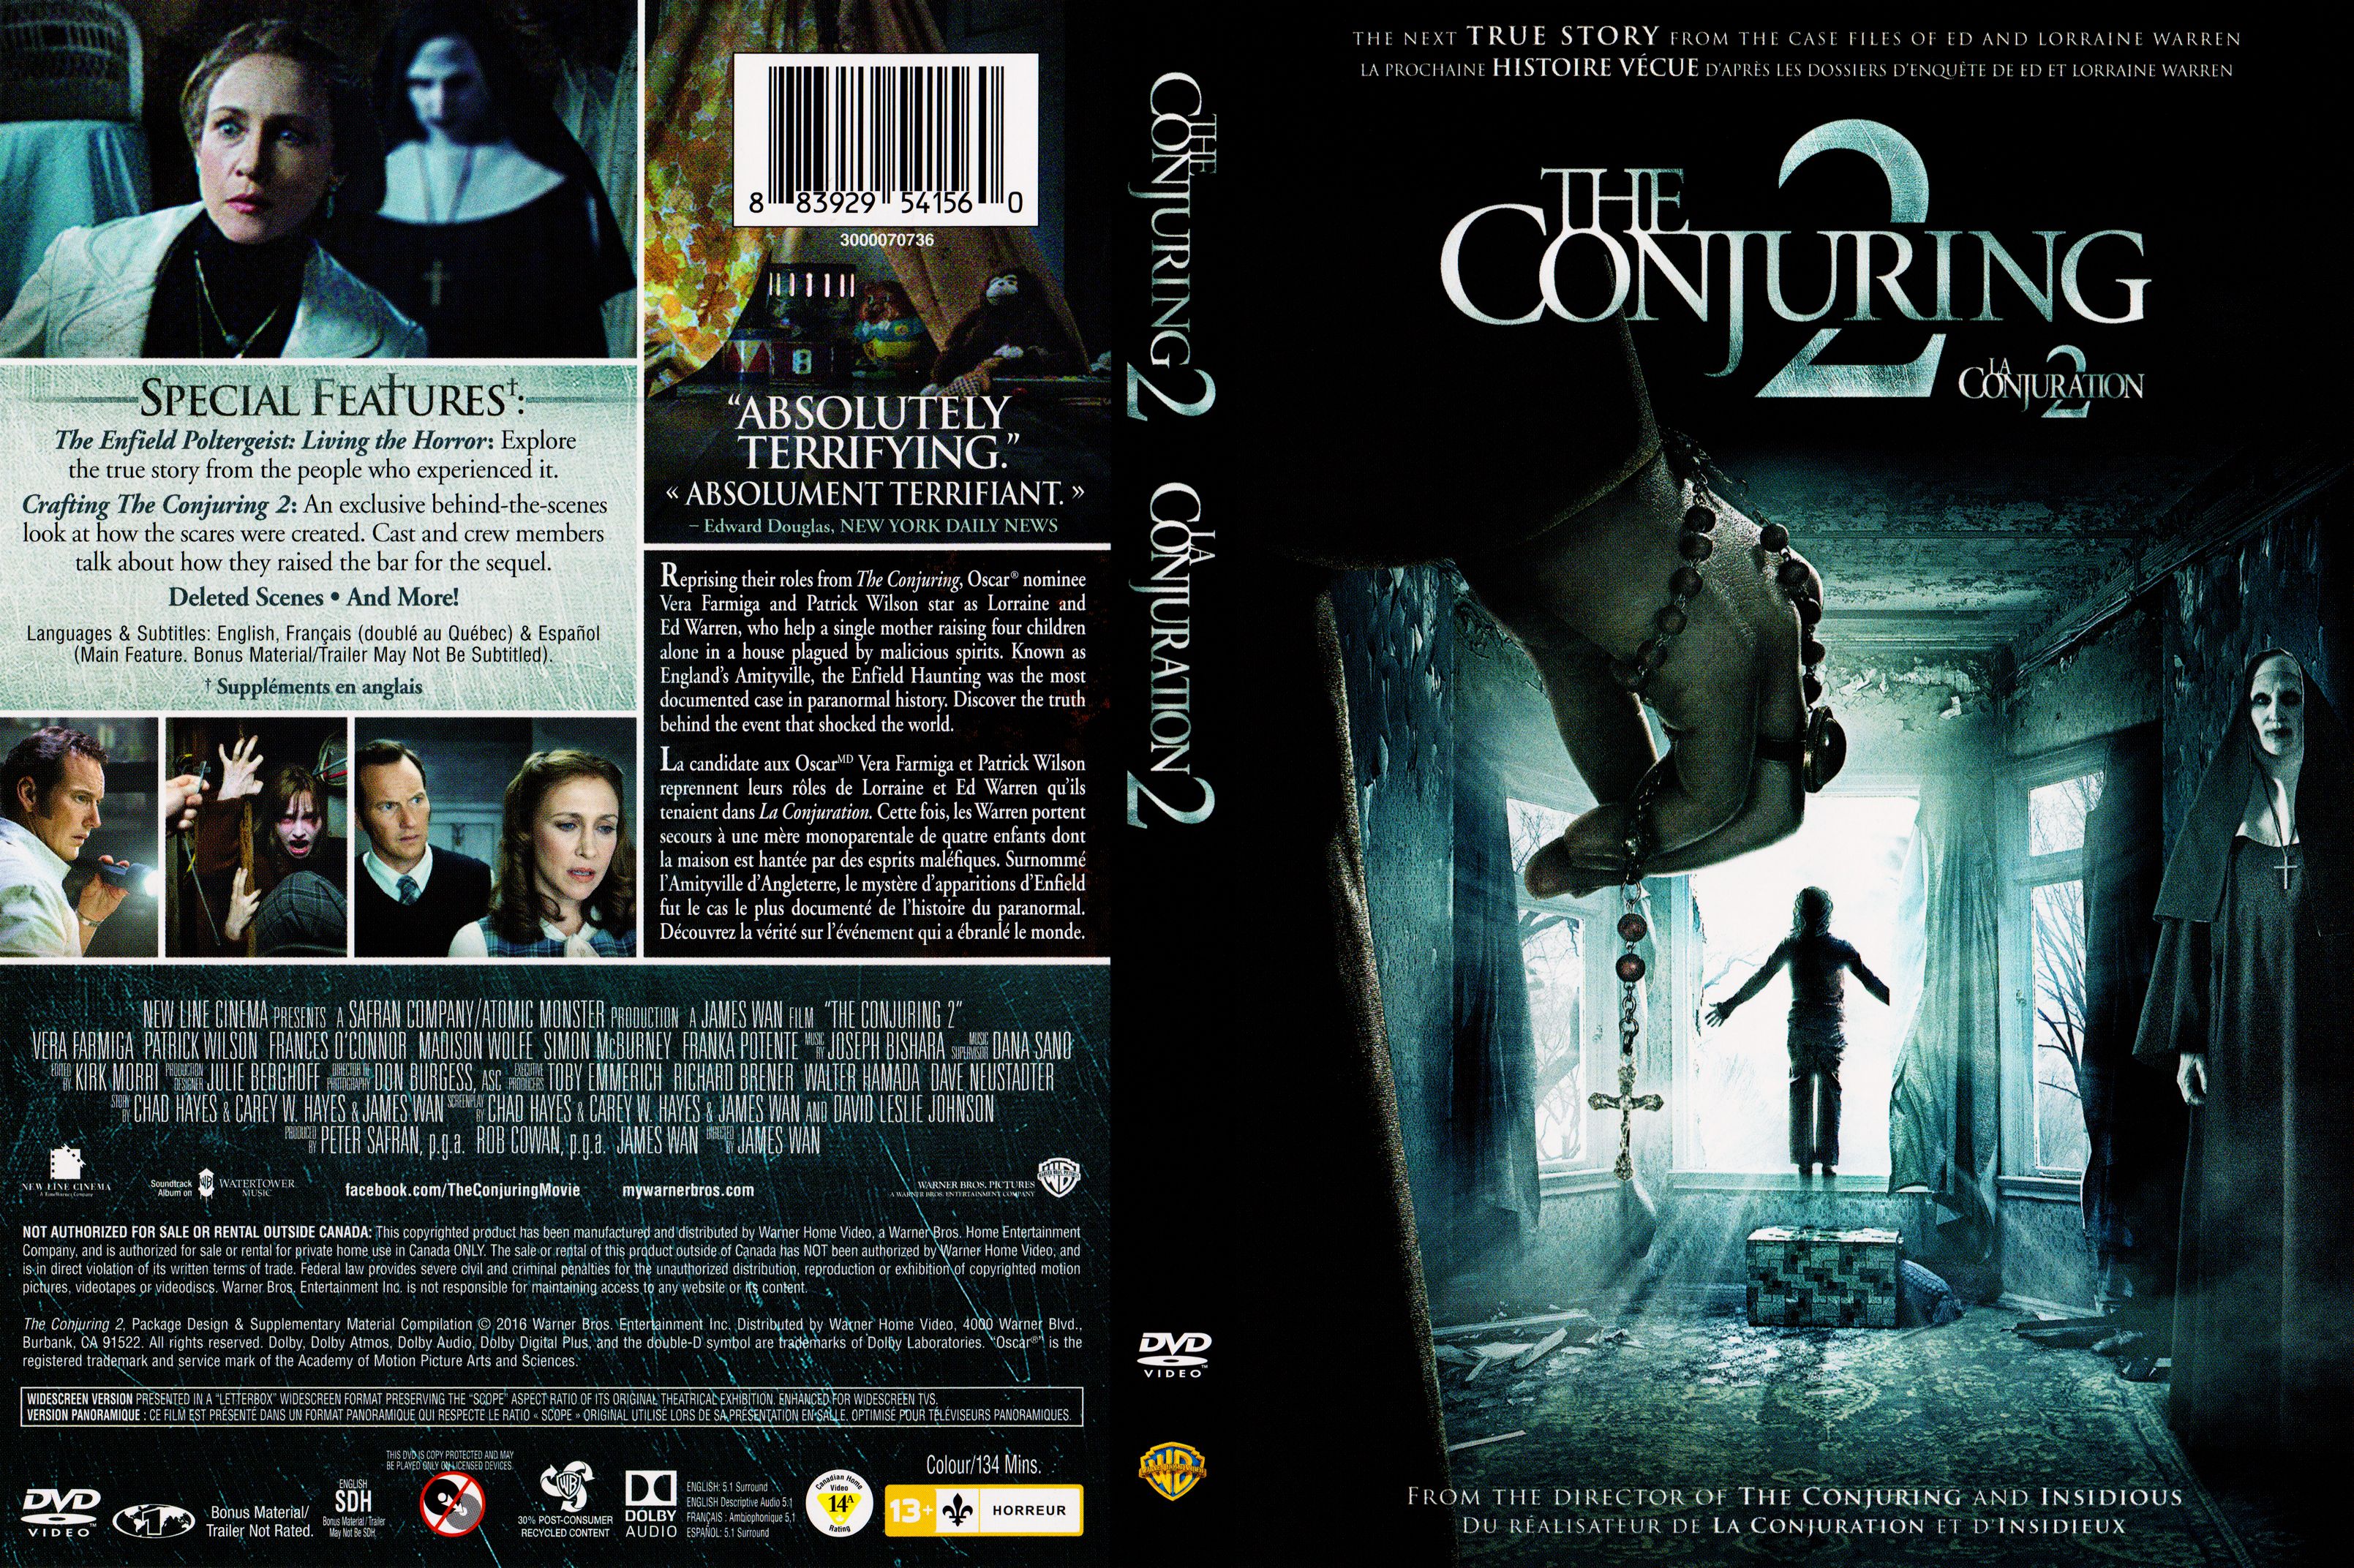 8 83929 54156 0
3000070736
"ABSOLUTELY
TERRIFYING."
« ABSOLUMENT TERRIFIANT. »
– Edward Douglas, NEW YORK DAILY NEWS
SPECIAL FEATURES†:
The Enfield Poltergeist: Living the Horror: Explore
the true story from the people who experienced it.
Crafting The Conjuring 2: An exclusive behind-the-scenes
look at how the scares were created. Cast and crew members
talk about how they raised the bar for the sequel.
Deleted Scenes • And More!
Languages & Subtitles: English, Français (doublé au Québec) & Español
(Main Feature. Bonus Material/Trailer May Not Be Subtitled).
† Suppléments en anglais
Reprising their roles from The Conjuring, Oscar® nominee
Vera Farmiga and Patrick Wilson star as Lorraine and
Ed Warren, who help a single mother raising four children
alone in a house plagued by malicious spirits. Known as
England's Amityville, the Enfield Haunting was the most
documented case in paranormal history. Discover the truth
behind the event that shocked the world.
La candidate aux OscarMD Vera Farmiga et Patrick Wilson
reprennent leurs rôles de Lorraine et Ed Warren qu'ils
tenaient dans La Conjuration. Cette fois, les Warren portent
secours à une mère monoparentale de quatre enfants dont
la maison est hantée par des esprits maléfiques. Surnommé
l'Amityville d'Angleterre, le mystère d'apparitions d'Enfield
fut le cas le plus documenté de l'histoire du paranormal.
Découvrez la vérité sur l'événement qui a ébranlé le monde.
NEW LINE CINEMA PRESENTS A SAFRAN COMPANY/ATOMIC MONSTER PRODUCTION A JAMES WAN FILM "THE CONJURING 2"
VERA FARMIGA PATRICK WILSON FRANCES O'CONNOR MADISON WOLFE SIMON McBURNEY FRANKA POTENTE MUSIC BY JOSEPH BISHARA MUSIC SUPERVISOR DANA SANO
EDITED BY KIRK MORRI PRODUCTION DESIGNER JULIE BERGHOFF DIRECTOR OF PHOTOGRAPHY DON BURGESS, ASC EXECUTIVE PRODUCERS TOBY EMMERICH RICHARD BRENER WALTER HAMADA DAVE NEUSTADTER
STORY BY CHAD HAYES & CAREY W. HAYES & JAMES WAN SCREENPLAY BY CHAD HAYES & CAREY W. HAYES & JAMES WAN AND DAVID LESLIE JOHNSON
PRODUCED BY PETER SAFRAN, p.g.a. ROB COWAN, p.g.a. JAMES WAN DIRECTED BY JAMES WAN
NEW LINE CINEMA
A TimeWarner Company
Soundtrack
Album on
WATERTOWER
MUSIC
facebook.com/TheConjuringMovie
mywarnerbros.com
WARNER BROS. PICTURES
A WARNER BROS. ENTERTAINMENT COMPANY
NOT AUTHORIZED FOR SALE OR RENTAL OUTSIDE CANADA: This copyrighted product has been manufactured and distributed by Warner Home Video, a Warner Bros. Home Entertainment
Company, and is authorized for sale or rental for private home use in Canada ONLY. The sale or rental of this product outside of Canada has NOT been authorized by Warner Home Video, and
is in direct violation of its written terms of trade. Federal law provides severe civil and criminal penalties for the unauthorized distribution, reproduction or exhibition of copyrighted motion
pictures, videotapes or videodiscs. Warner Bros. Entertainment Inc. is not responsible for maintaining access to any website or its content.
The Conjuring 2, Package Design & Supplementary Material Compilation © 2016 Warner Bros. Entertainment Inc. Distributed by Warner Home Video, 4000 Warner Blvd.,
Burbank, CA 91522. All rights reserved. Dolby, Dolby Atmos, Dolby Audio, Dolby Digital Plus, and the double-D symbol are trademarks of Dolby Laboratories. "Oscar®" is the
registered trademark and service mark of the Academy of Motion Picture Arts and Sciences.
WIDESCREEN VERSION PRESENTED IN A "LETTERBOX" WIDESCREEN FORMAT PRESERVING THE "SCOPE" ASPECT RATIO OF ITS ORIGINAL THEATRICAL EXHIBITION. ENHANCED FOR WIDESCREEN TVS.
VERSION PANORAMIQUE : CE FILM EST PRÉSENTÉ DANS UN FORMAT PANORAMIQUE QUI RESPECTE LE RATIO « SCOPE » ORIGINAL UTILISÉ LORS DE SA PRÉSENTATION EN SALLE. OPTIMISÉ POUR TÉLÉVISEURS PANORAMIQUES.
DVD
VIDEO™
1
Bonus Material/
Trailer Not Rated.
ENGLISH
SDH
Bonus Material/Trailer
May Not Be SDH.
THIS DVD IS COPY PROTECTED AND MAY
BE PLAYED ONLY ON LICENSED DEVICES.
30% POST-CONSUMER
RECYCLED CONTENT
DOLBY
AUDIO
ENGLISH: 5.1 Surround
ENGLISH Descriptive Audio 5.1
FRANÇAIS : Ambiophonique 5,1
ESPAÑOL: 5.1 Surround
Canadian Home
Video
14A
Rating
Colour/134 Mins.
13+ HORREUR
THE
CONJURING 2
LA
CONJURATION 2
DVD
VIDEO™
WB
THE NEXT TRUE STORY FROM THE CASE FILES OF ED AND LORRAINE WARREN
LA PROCHAINE HISTOIRE VÉCUE D'APRÈS LES DOSSIERS D'ENQUÊTE DE ED ET LORRAINE WARREN
THE
CONJURING 2
LA
CONJURATION 2
FROM THE DIRECTOR OF THE CONJURING AND INSIDIOUS
DU RÉALISATEUR DE LA CONJURATION ET D'INSIDIEUX